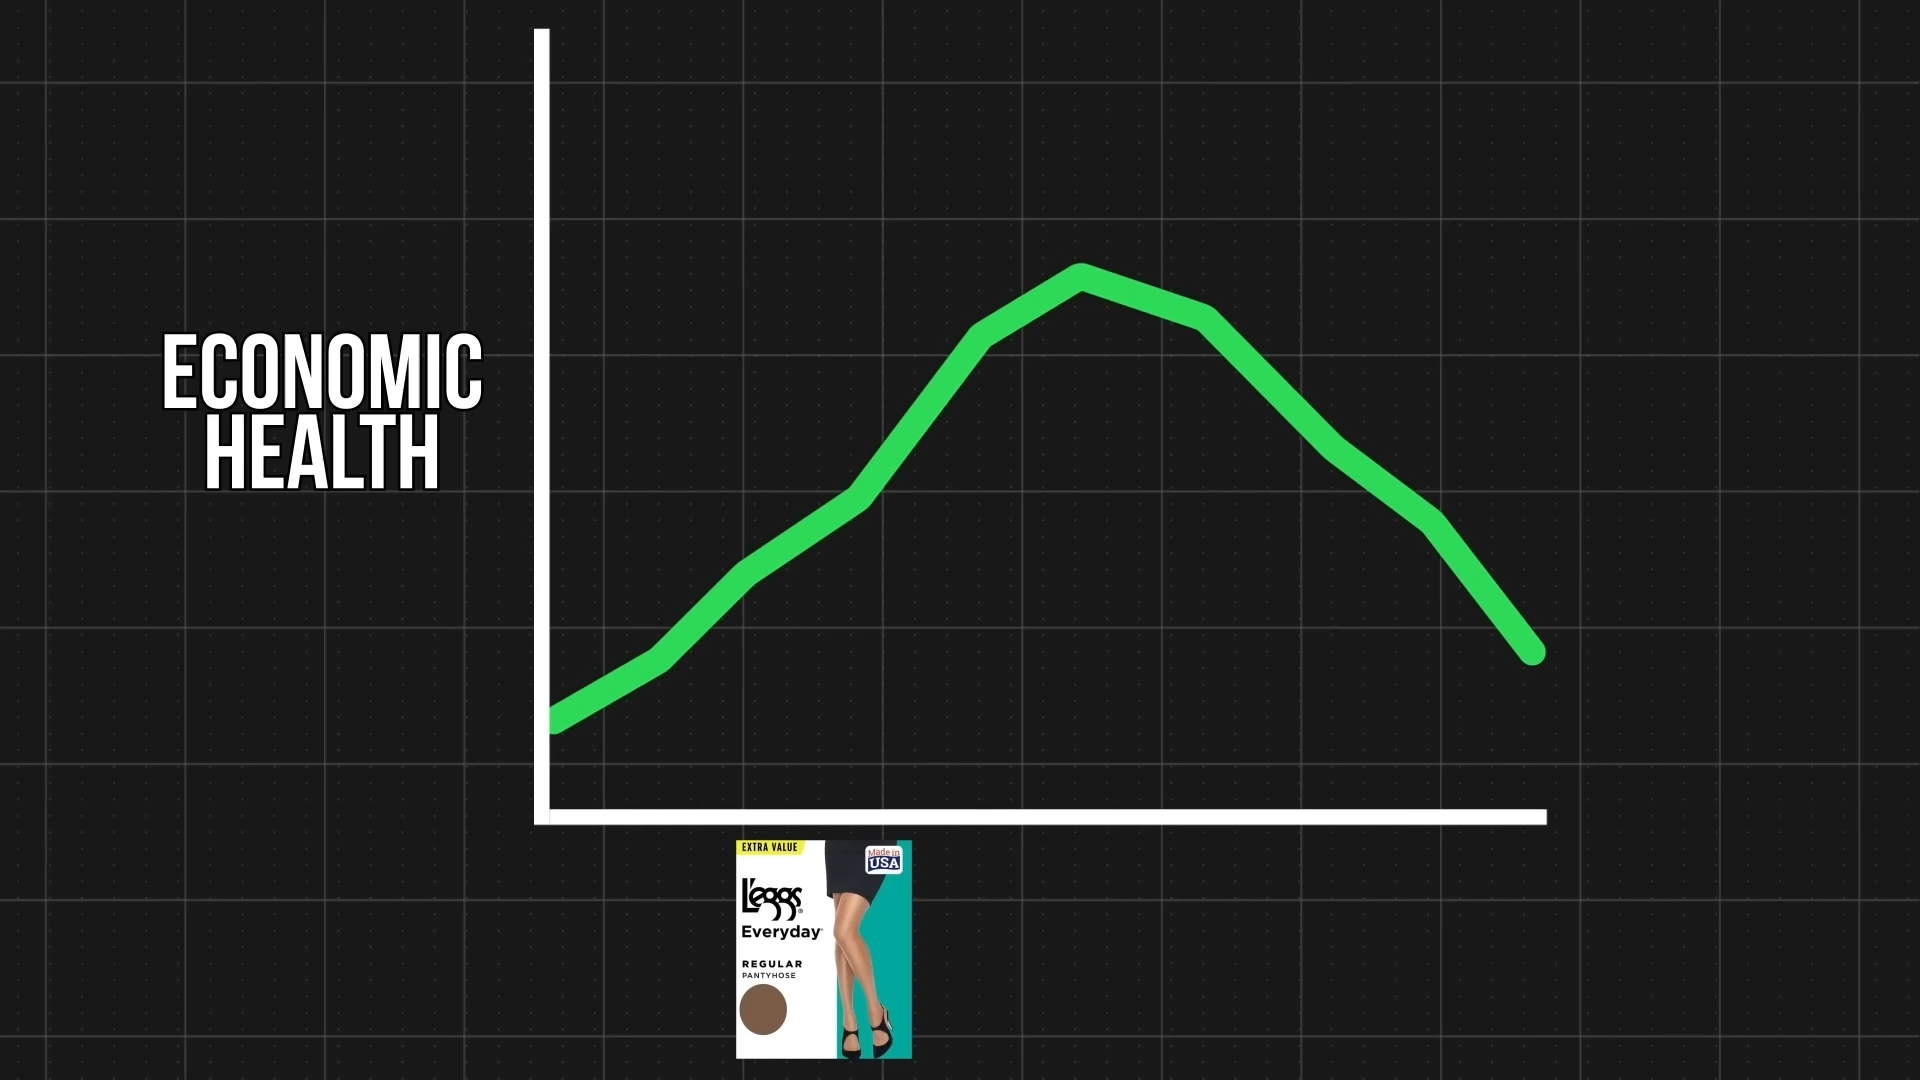 ECONOMIC
HEALTH
EXTRA VALUE
Made in
USA
L'eggs®
Everyday
REGULAR
PANTYHOSE